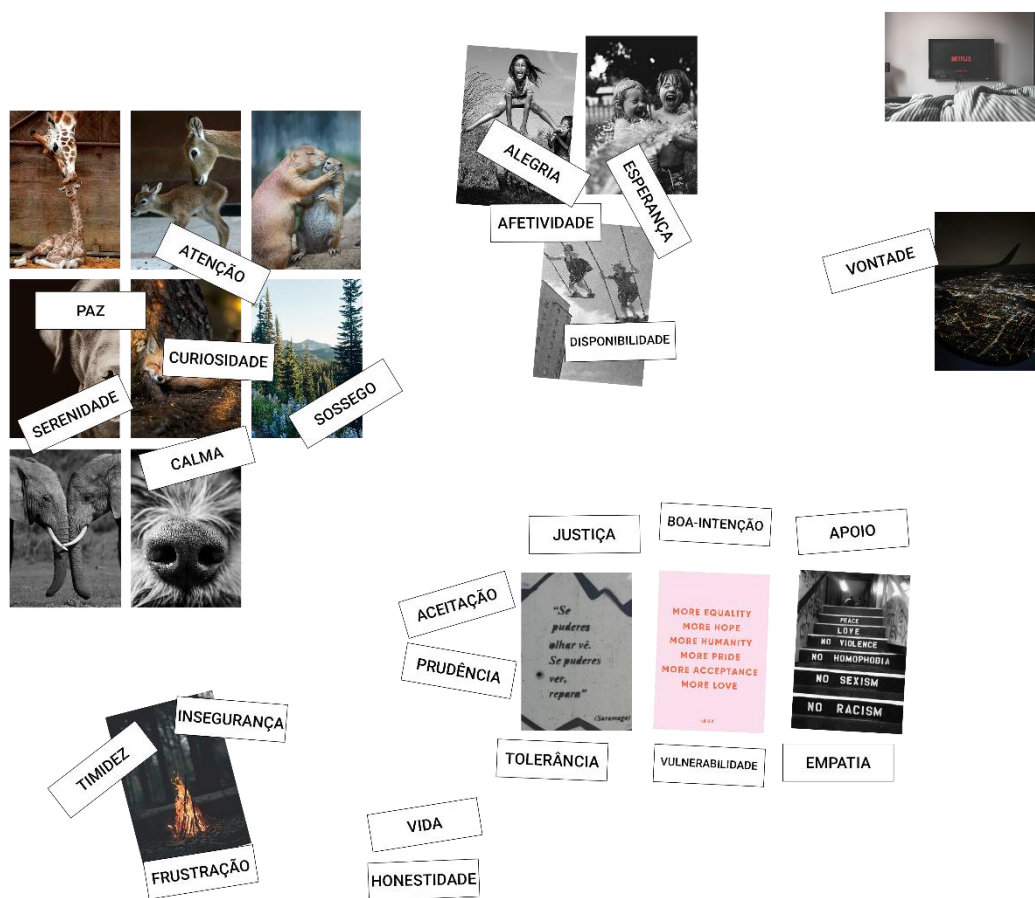 NETFLIX
ALEGRIA
ESPERANÇA
AFETIVIDADE
DISPONIBILIDADE
VONTADE
ATENÇÃO
PAZ
CURIOSIDADE
SERENIDADE
SOSSEGO
CALMA
JUSTIÇA
BOA-INTENÇÃO
APOIO
ACEITAÇÃO
PRUDÊNCIA
"Se
puderes
olhar vê.
Se puderes
ver,
repara"
(Saramago)
MORE EQUALITY
MORE HOPE
MORE HUMANITY
MORE PRIDE
MORE ACCEPTANCE
MORE LOVE
PEACE
LOVE
NO VIOLENCE
NO HOMOPHOBIA
NO SEXISM
NO RACISM
TOLERÂNCIA
VULNERABILIDADE
EMPATIA
INSEGURANÇA
TIMIDEZ
FRUSTRAÇÃO
VIDA
HONESTIDADE